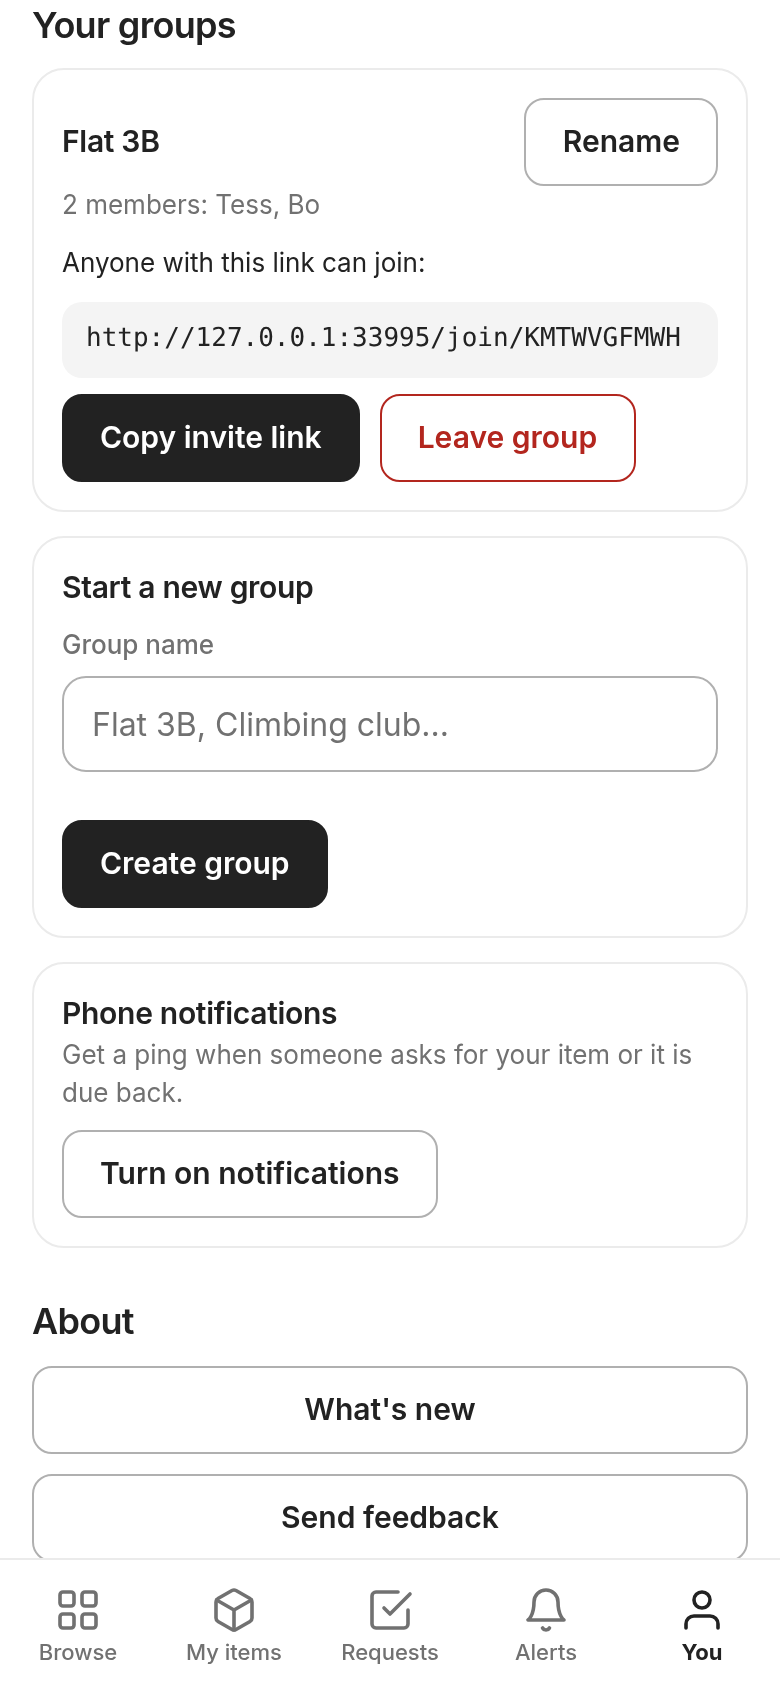 Your groups
Flat 3B
Rename
2 members: Tess, Bo
Anyone with this link can join:
http://127.0.0.1:33995/join/KMTWVGFMWH
Copy invite link
Leave group
Start a new group
Group name
Flat 3B, Climbing club...
Create group
Phone notifications
Get a ping when someone asks for your item or it is
due back.
Turn on notifications
About
What's new
Send feedback
Browse
My items
Requests
Alerts
You